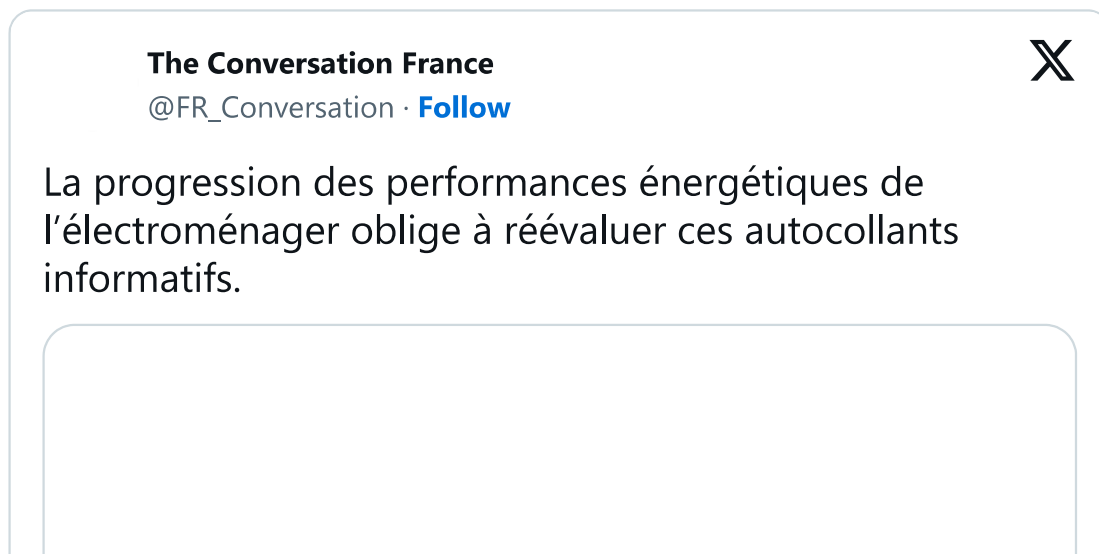 The Conversation France
@FR_Conversation · Follow
La progression des performances énergétiques de
l’électroménager oblige à réévaluer ces autocollants
informatifs.